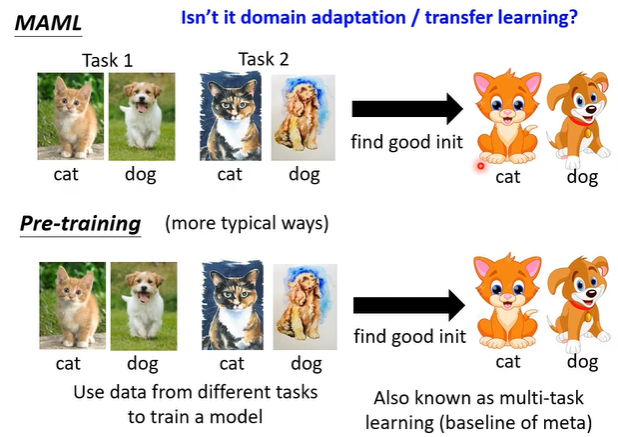 MAML
Isn't it domain adaptation / transfer learning?
Task 1
Task 2
cat
dog
cat
dog
find good init
cat
dog
Pre-training
(more typical ways)
cat
dog
cat
dog
find good init
cat
dog
Use data from different tasks
to train a model
Also known as multi-task
learning (baseline of meta)